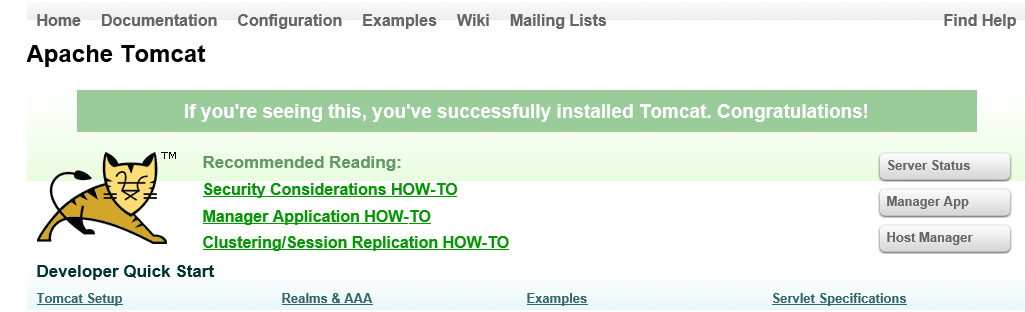 Home Documentation Configuration Examples Wiki Mailing Lists Find Help
Apache Tomcat
If you're seeing this, you've successfully installed Tomcat. Congratulations!
TM
Recommended Reading:
Security Considerations HOW-TO
Manager Application HOW-TO
Clustering/Session Replication HOW-TO
Server Status
Manager App
Host Manager
Developer Quick Start
Tomcat Setup Realms & AAA Examples Servlet Specifications